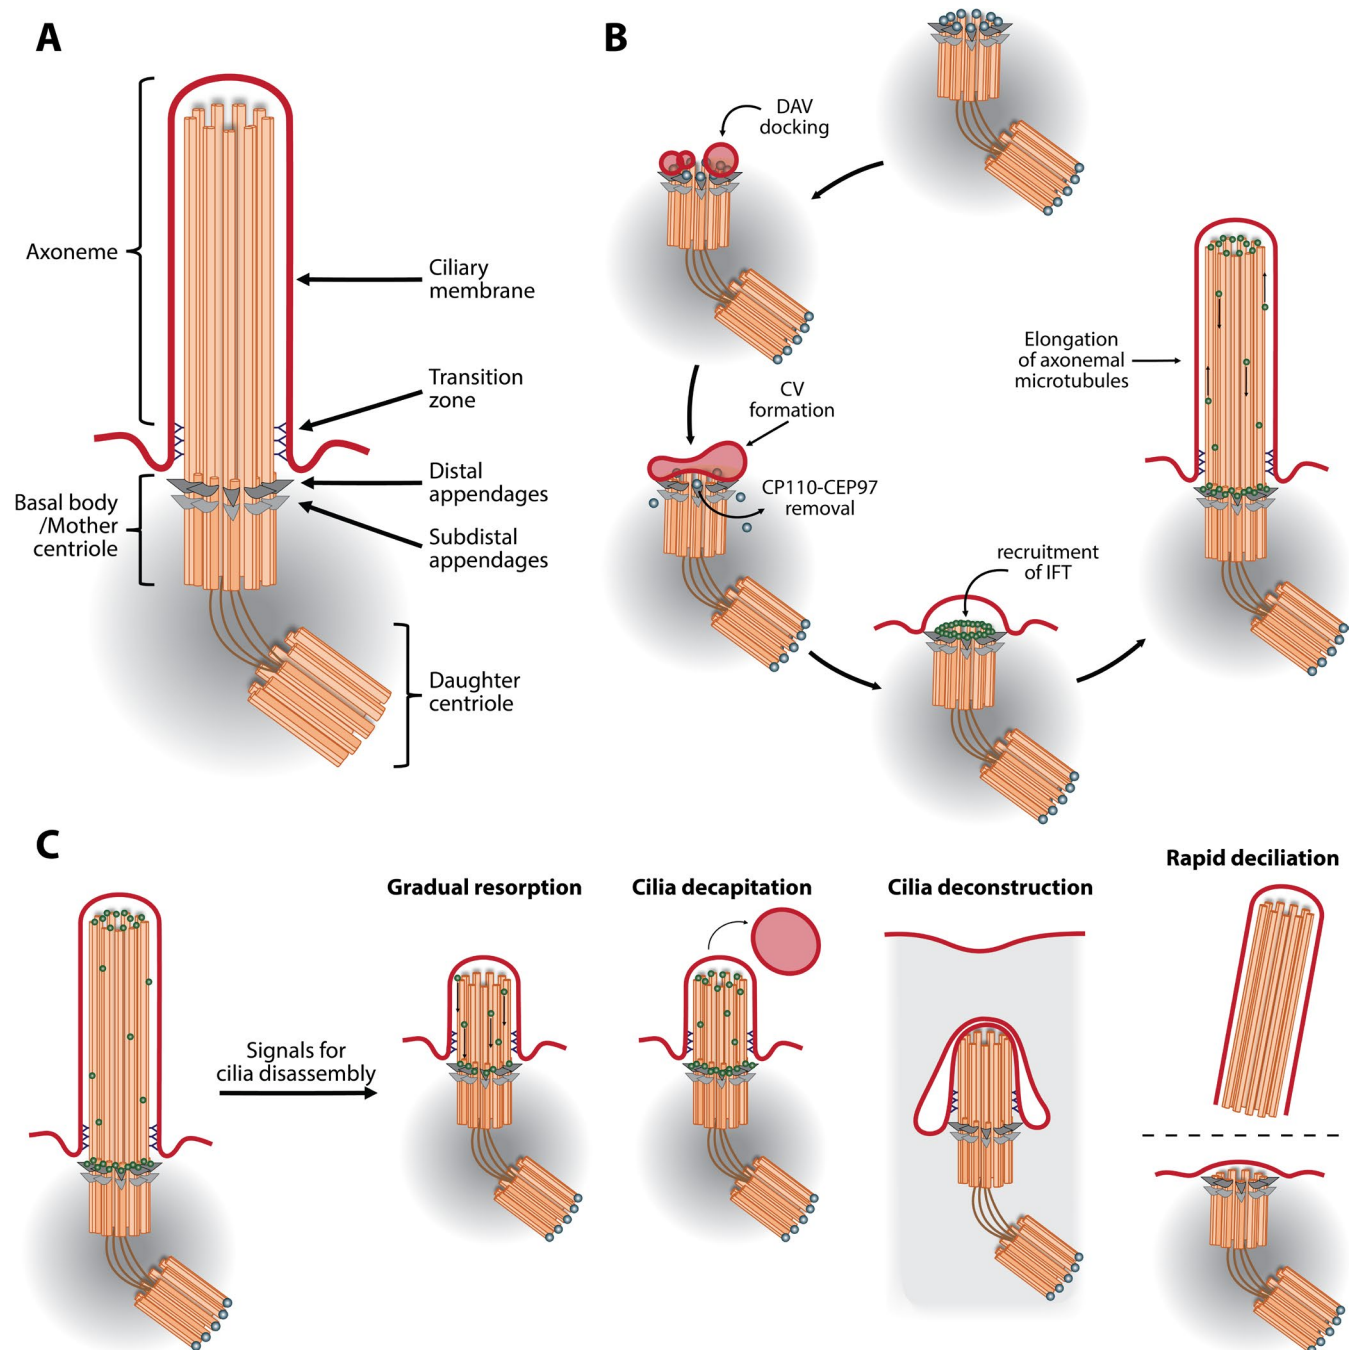 A
Axoneme
Ciliary
membrane
Transition
zone
Distal
appendages
Basal body
/Mother
centriole
Subdistal
appendages
Daughter
centriole
B
DAV
docking
CV
formation
CP110-CEP97
removal
recruitment
of IFT
Elongation
of axonemal
microtubules
C
Signals for
cilia disassembly
Gradual resorption
Cilia decapitation
Cilia deconstruction
Rapid deciliation